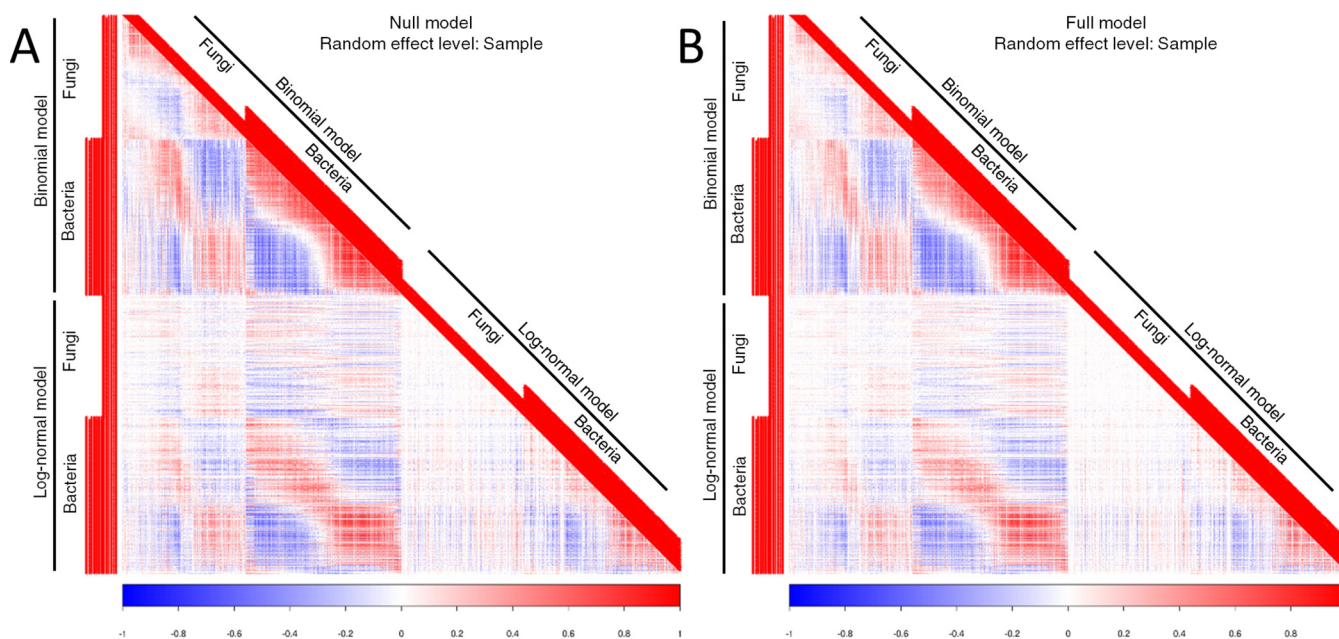 A
Null model
Random effect level: Sample
Fungi
Binomial model
Bacteria
Fungi
Log-normal model
Bacteria
Binomial model
Fungi
Bacteria
Log-normal model
Fungi
Bacteria
-1 -0.8 -0.6 -0.4 -0.2 0 0.2 0.4 0.6 0.8 1
B
Full model
Random effect level: Sample
Fungi
Binomial model
Bacteria
Fungi
Log-normal model
Bacteria
Binomial model
Fungi
Bacteria
Log-normal model
Fungi
Bacteria
-1 -0.8 -0.6 -0.4 -0.2 0 0.2 0.4 0.6 0.8